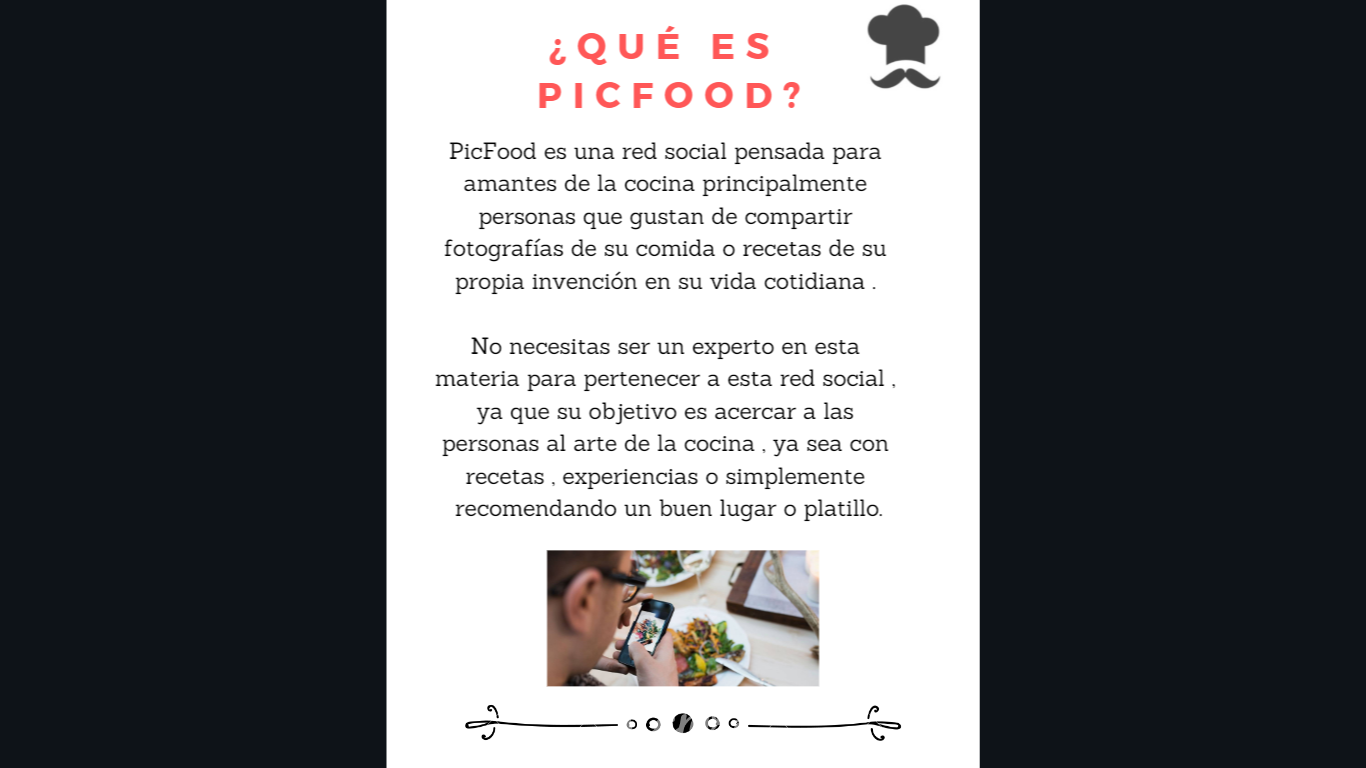 ¿QUÉ ES
PICFOOD?
PicFood es una red social pensada para
amantes de la cocina principalmente
personas que gustan de compartir
fotografías de su comida o recetas de su
propia invención en su vida cotidiana .
No necesitas ser un experto en esta
materia para pertenecer a esta red social ,
ya que su objetivo es acercar a las
personas al arte de la cocina , ya sea con
recetas , experiencias o simplemente
recomendando un buen lugar o platillo.